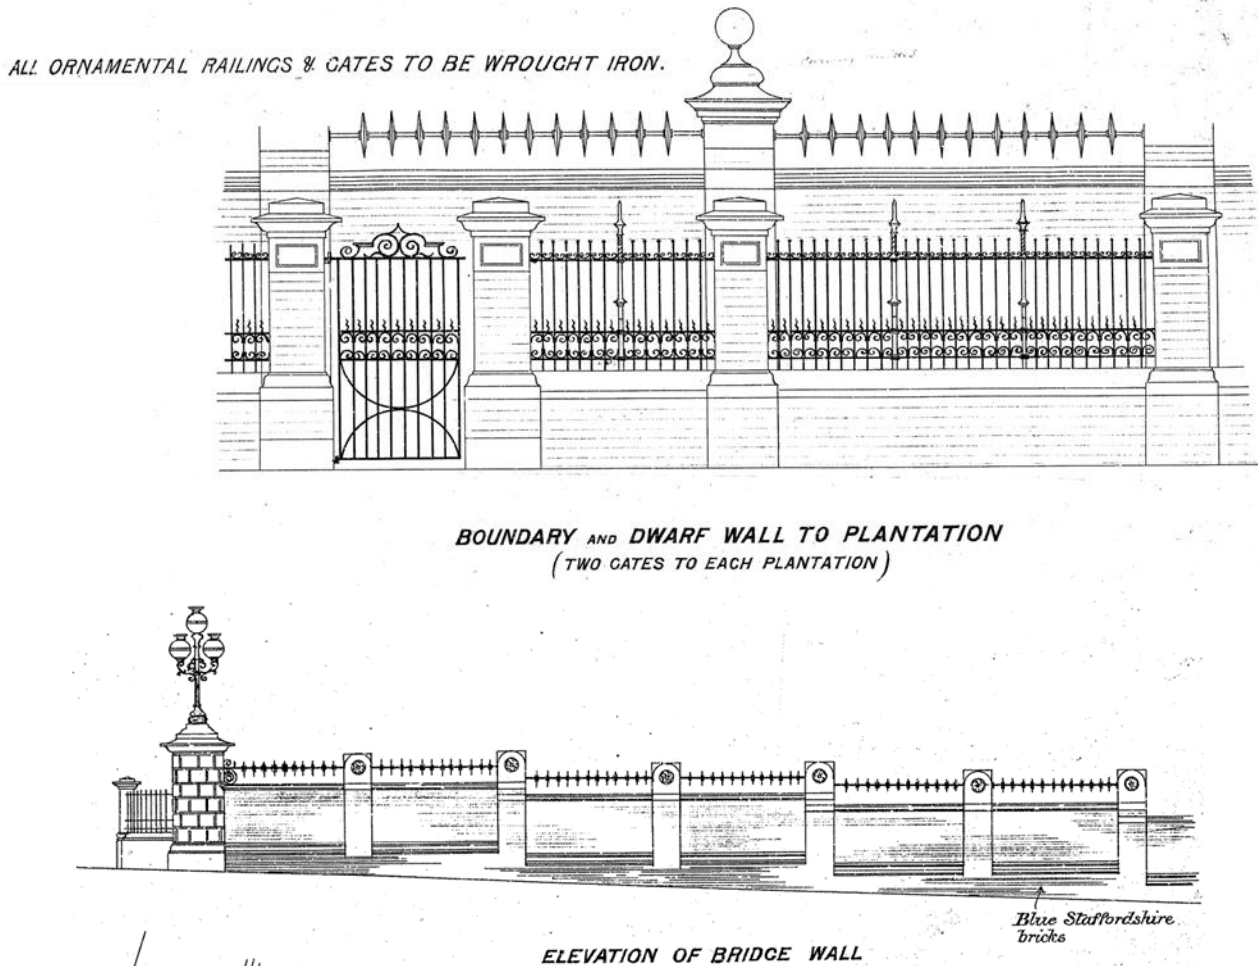 ALL ORNAMENTAL RAILINGS & GATES TO BE WROUGHT IRON.
BOUNDARY AND DWARF WALL TO PLANTATION
(TWO GATES TO EACH PLANTATION)
Blue Staffordshire
bricks
ELEVATION OF BRIDGE WALL